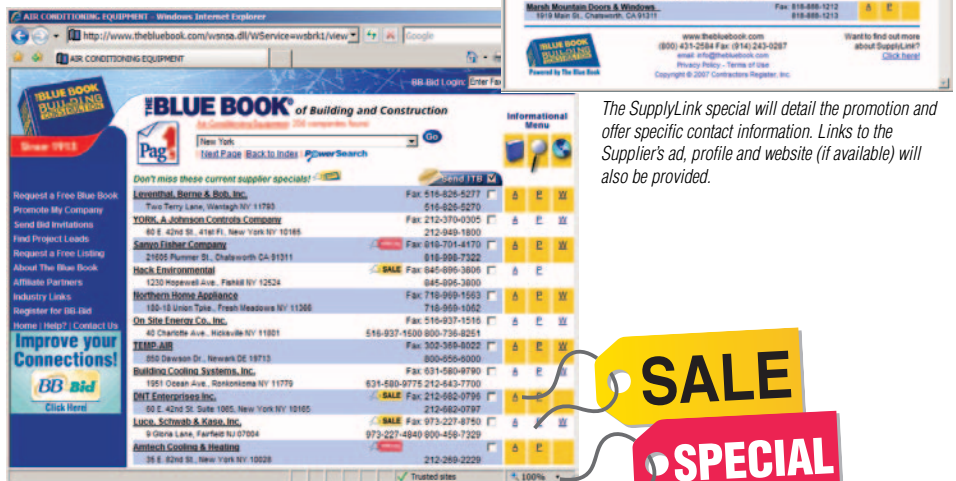 AIR CONDITIONING EQUIPMENT - Windows Internet Explorer
http://www.thebluebook.com/wsnsa.dll/WService=wsbrk1/view
Google
AIR CONDITIONING EQUIPMENT
BB-Bid Login: Enter Fax
THE BLUE BOOK
BUILDING
Since 1913
THE BLUE BOOK® of Building and Construction
Air Conditioning Equipment
companies found
Pag1
New York
Go
Next Page Back to Index PowerSearch
Informational
Menu
Don't miss these current supplier specials!
Send ITB
Request a Free Blue Book
Promote My Company
Send Bid Invitations
Find Project Leads
Request a Free Listing
About The Blue Book
Affiliate Partners
Industry Links
Register for BB-Bid
Home | Help? | Contact Us
Improve your
Connections!
BB Bid
Click Here!
Leventhal, Berne & Bob, Inc. Fax: 516-826-5277 A P W
Two Terry Lane, Wantagh NY 11793 516-826-5270
YORK, A Johnson Controls Company Fax: 212-370-0305 A P W
60 E. 42nd St., 41st Fl., New York NY 10165 212-949-1800
Sanyo Fisher Company Fax: 818-701-4170 A P W
21605 Plummer St., Chatsworth CA 91311 818-998-7322
Hack Environmental SALE Fax: 845-896-3806 A P
1230 Hopewell Ave., Fishkill NY 12524 845-896-3800
Northern Home Appliance Fax: 718-969-1563 A P W
180-18 Union Tpke., Fresh Meadows NY 11366 718-969-1062
On Site Energy Co., Inc. Fax: 516-937-1516 A P W
40 Charlotte Ave., Hicksville NY 11801 516-937-1500 800-736-8251
TEMP-AIR Fax: 302-369-8022 A P W
850 Dawson Dr., Newark DE 19713 800-656-6000
Building Cooling Systems, Inc. Fax: 631-580-9790 A P W
1951 Ocean Ave., Ronkonkoma NY 11779 631-580-9775 212-643-7700
DNT Enterprises Inc. SALE Fax: 212-682-0796 A P W
60 E. 42nd St. Suite 1065, New York NY 10165 212-682-0797
Luce, Schwab & Kase, Inc. SALE Fax: 973-227-8750 A P W
9 Gloria Lane, Fairfield NJ 07004 973-227-4840 800-458-7329
Amtech Cooling & Heating A P W
35 E. 82nd St., New York NY 10028 212-269-2229
Trusted sites 100%
Marsh Mountain Doors & Windows Fax: 818-888-1212 A P
1919 Main St., Chatsworth, CA 91311 818-888-1213
Powered by The Blue Book
www.thebluebook.com
(800) 431-2584 Fax: (914) 243-0287
email: info@thebluebook.com
Privacy Policy - Terms of Use
Copyright © 2007 Contractors Register, Inc.
Want to find out more
about SupplyLink?
Click here!
The SupplyLink special will detail the promotion and
offer specific contact information. Links to the
Supplier's ad, profile and website (if available) will
also be provided.
SALE
SPECIAL